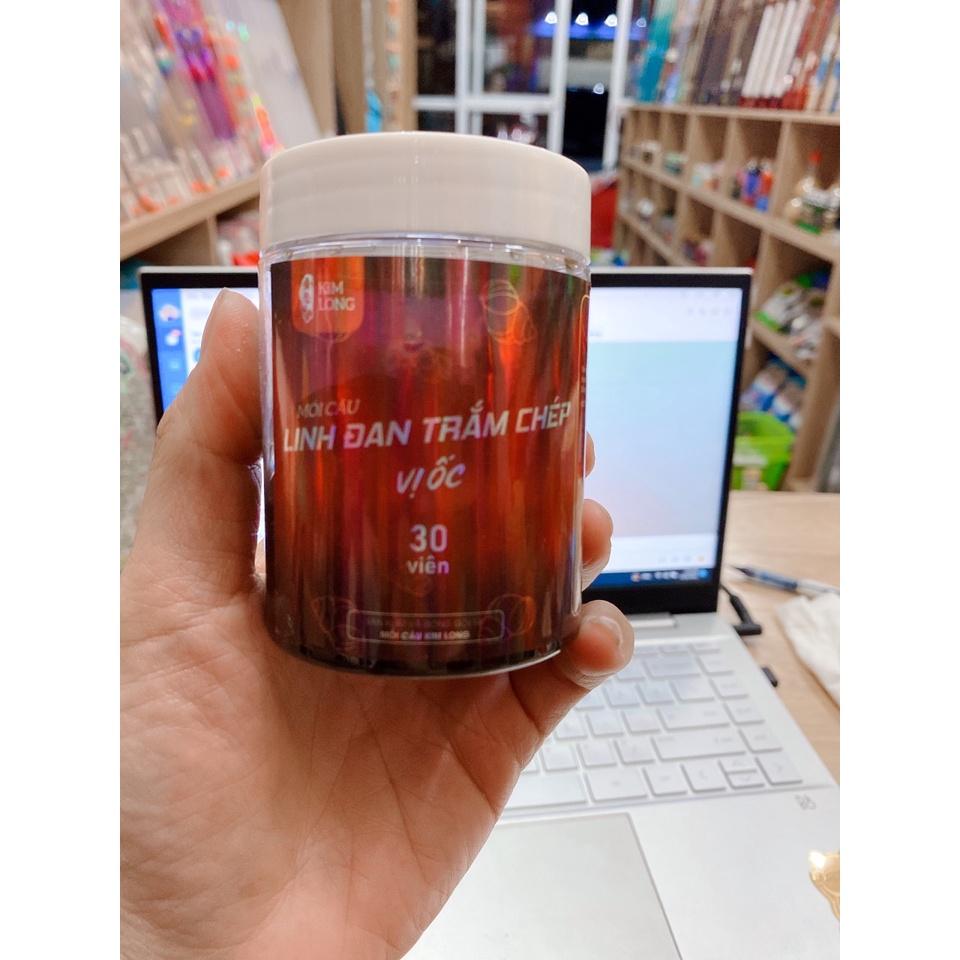 KIM
LONG
MỒI CÂU
LINH ĐAN TRẮM CHÉP
VỊ ỐC
30
viên
MỒI CÂU KIM LONG